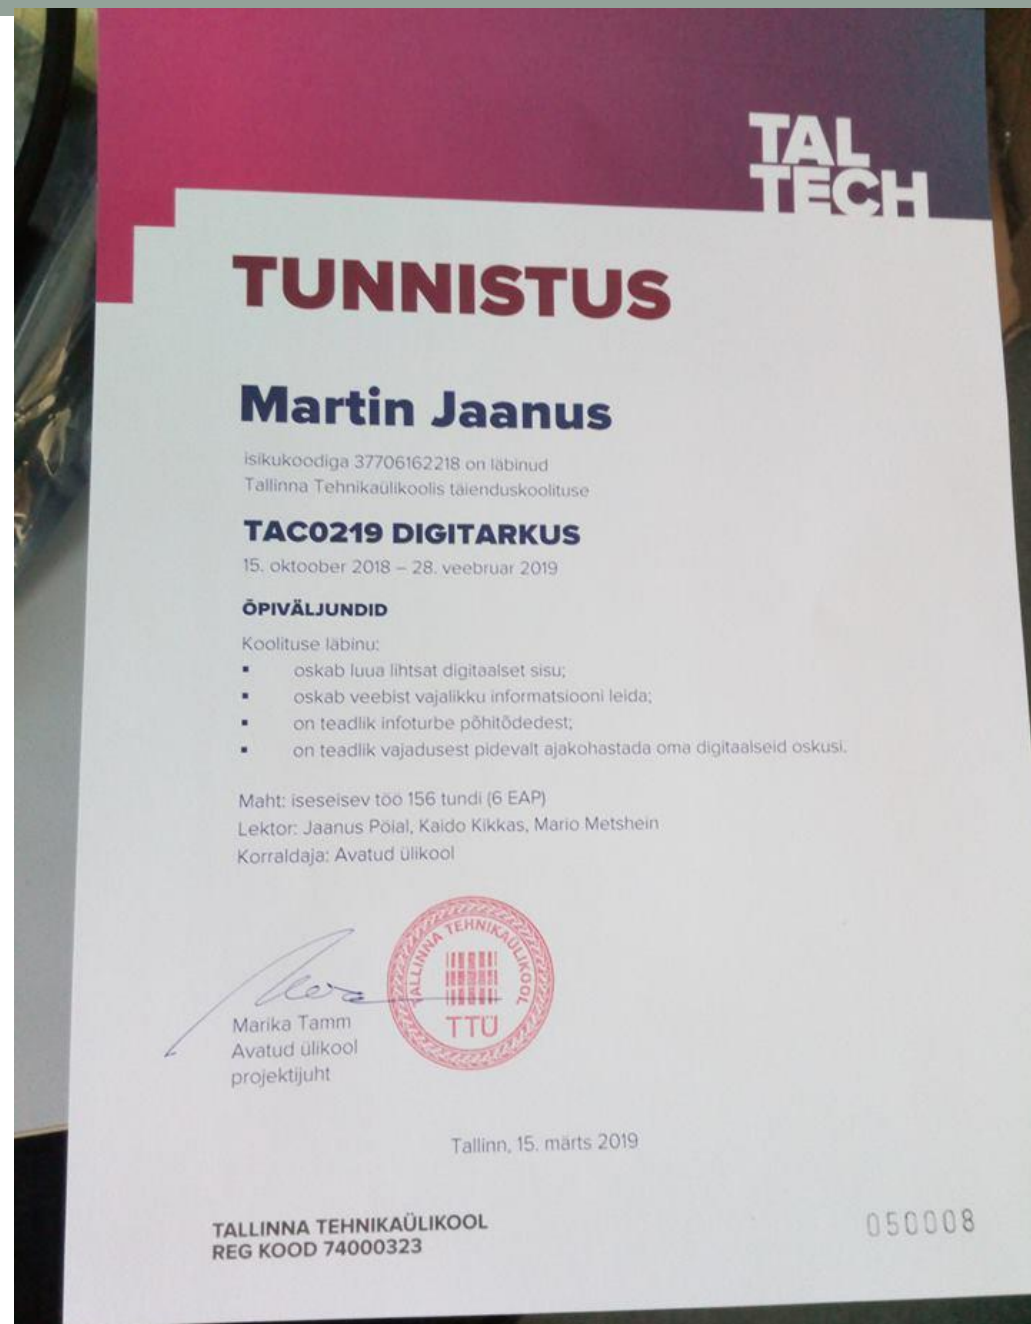 TAL
TECH
TUNNISTUS
Martin Jaanus
isikukoodiga 37706162218 on läbinud
Tallinna Tehnikaülikoolis täienduskoolituse
TAC0219 DIGITARKUS
15. oktoober 2018 – 28. veebruar 2019
ÕPIVÄLJUNDID
Koolituse läbinu:
▪ oskab luua lihtsat digitaalset sisu;
▪ oskab veebist vajalikku informatsiooni leida;
▪ on teadlik infoturbe põhitõdedest;
▪ on teadlik vajadusest pidevalt ajakohastada oma digitaalseid oskusi.
Maht: iseseisev töö 156 tundi (6 EAP)
Lektor: Jaanus Pöial, Kaido Kikkas, Mario Metshein
Korraldaja: Avatud ülikool
TALLINNA TEHNIKAÜLIKOOL
TTÜ
Marika Tamm
Avatud ülikool
projektijuht
Tallinn, 15. märts 2019
TALLINNA TEHNIKAÜLIKOOL
REG KOOD 74000323
050008